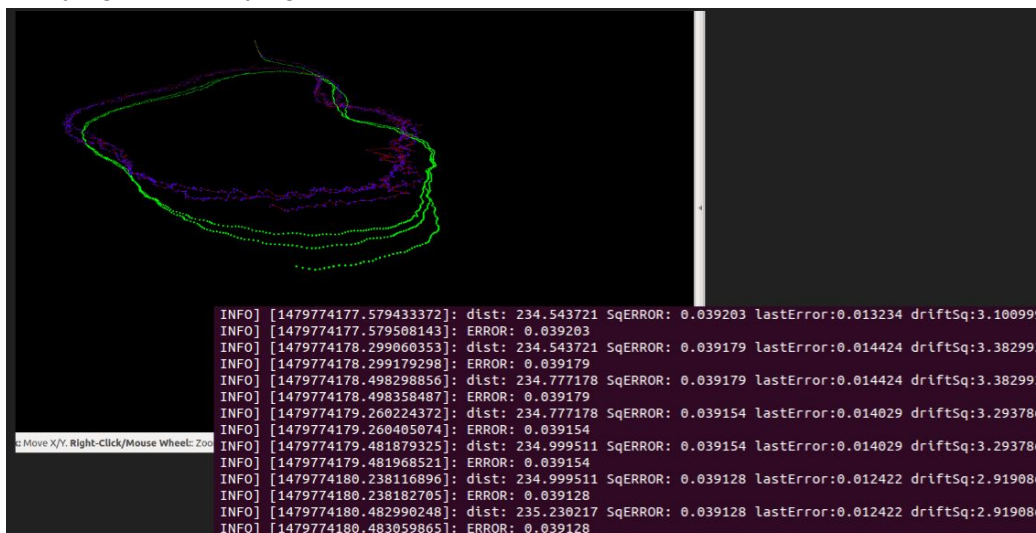 : Move X/Y. Right-Click/Mouse Wheel:: Zoo
INFO] [1479774177.579433372]: dist: 234.543721 SqERROR: 0.039203 lastError:0.013234 driftSq:3.100999
INFO] [1479774177.579508143]: ERROR: 0.039203
INFO] [1479774178.299060353]: dist: 234.543721 SqERROR: 0.039179 lastError:0.014424 driftSq:3.38299
INFO] [1479774178.299179298]: ERROR: 0.039179
INFO] [1479774178.498298856]: dist: 234.777178 SqERROR: 0.039179 lastError:0.014424 driftSq:3.38299
INFO] [1479774178.498358487]: ERROR: 0.039179
INFO] [1479774179.260224372]: dist: 234.777178 SqERROR: 0.039154 lastError:0.014029 driftSq:3.29378
INFO] [1479774179.260405074]: ERROR: 0.039154
INFO] [1479774179.481879325]: dist: 234.999511 SqERROR: 0.039154 lastError:0.014029 driftSq:3.29378
INFO] [1479774179.481968521]: ERROR: 0.039154
INFO] [1479774180.238116896]: dist: 234.999511 SqERROR: 0.039128 lastError:0.012422 driftSq:2.91908
INFO] [1479774180.238182705]: ERROR: 0.039128
INFO] [1479774180.482990248]: dist: 235.230217 SqERROR: 0.039128 lastError:0.012422 driftSq:2.91908
INFO] [1479774180.483059865]: ERROR: 0.039128